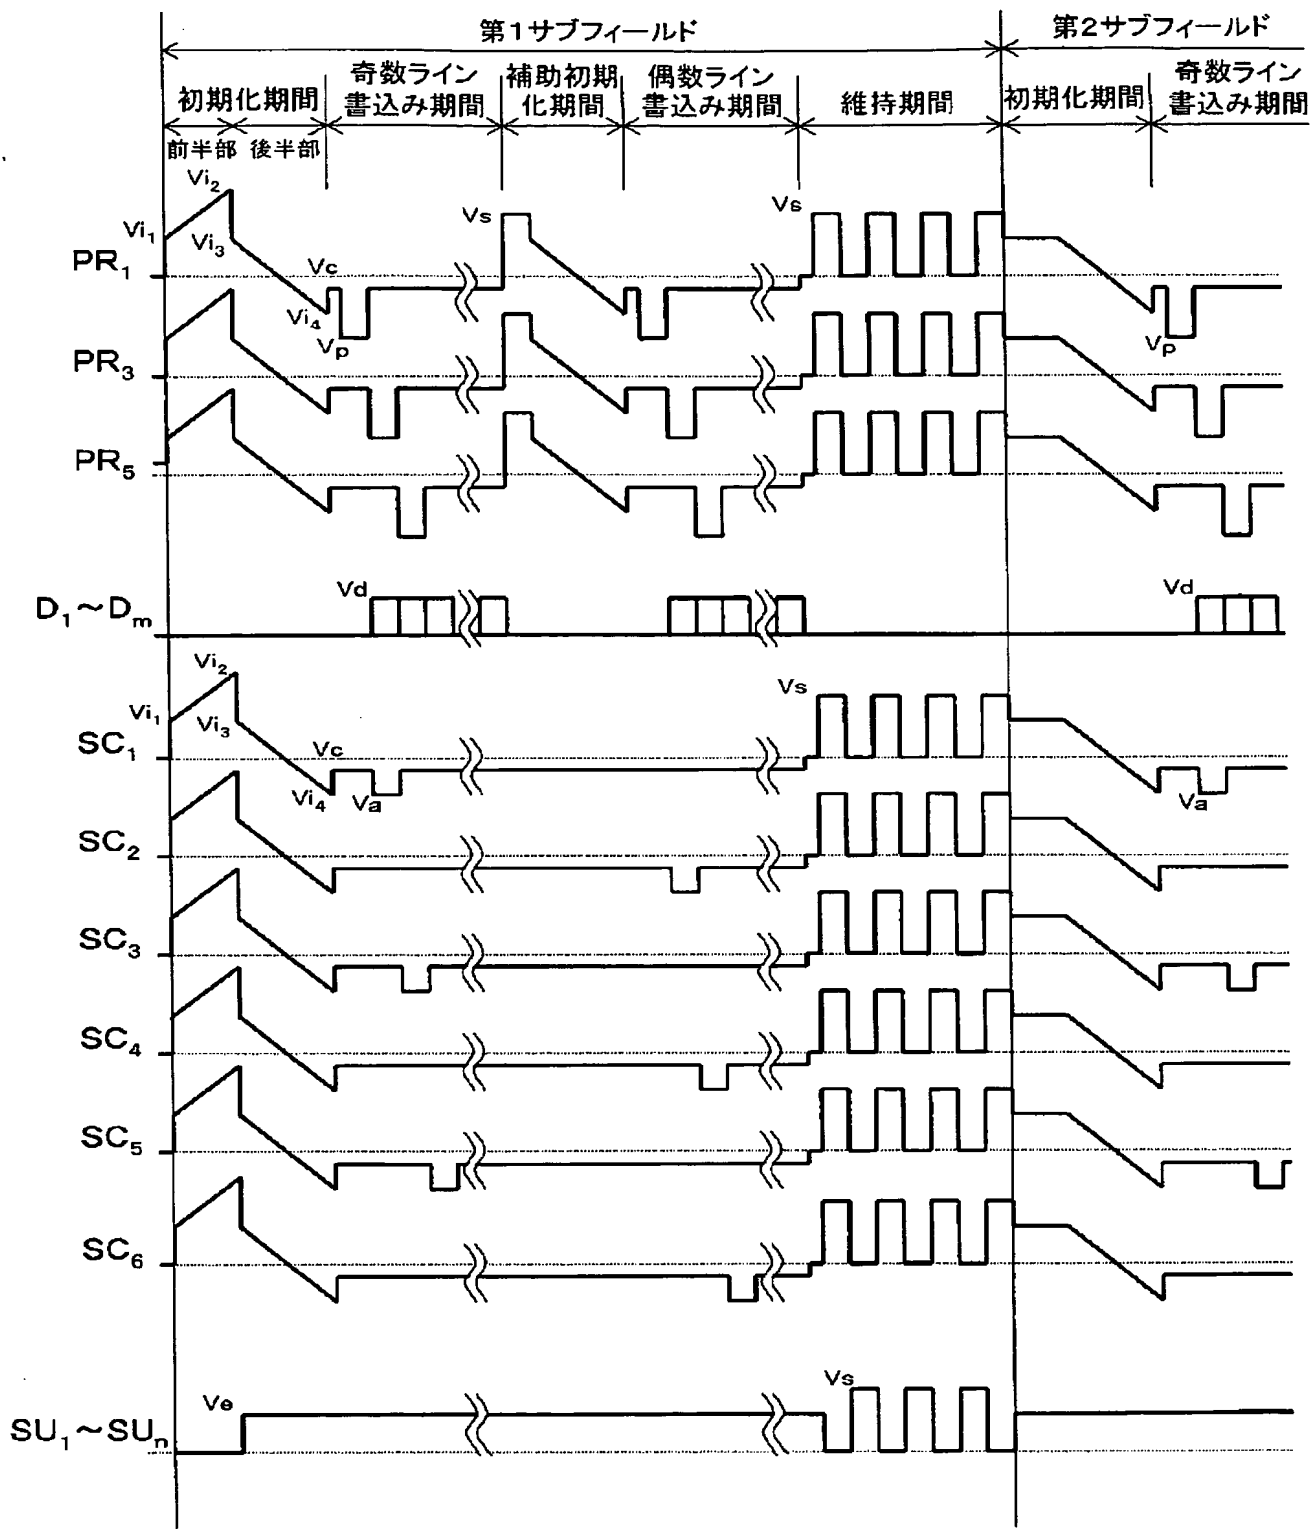 第1サブフィールド
第2サブフィールド
初期化期間
奇数ライン
書込み期間
補助初期
化期間
偶数ライン
書込み期間
維持期間
初期化期間
奇数ライン
書込み期間
前半部 後半部
Vi₂
Vi₁
Vi₃
Vs
Vs
PR₁
Vc
Vi₄
Vp
Vp
PR₃
PR₅
D₁～Dₘ
Vd
Vd
Vi₂
Vi₁
Vi₃
Vs
SC₁
Vc
Vi₄
Va
Va
SC₂
SC₃
SC₄
SC₅
SC₆
Ve
Vs
SU₁～SUₙ